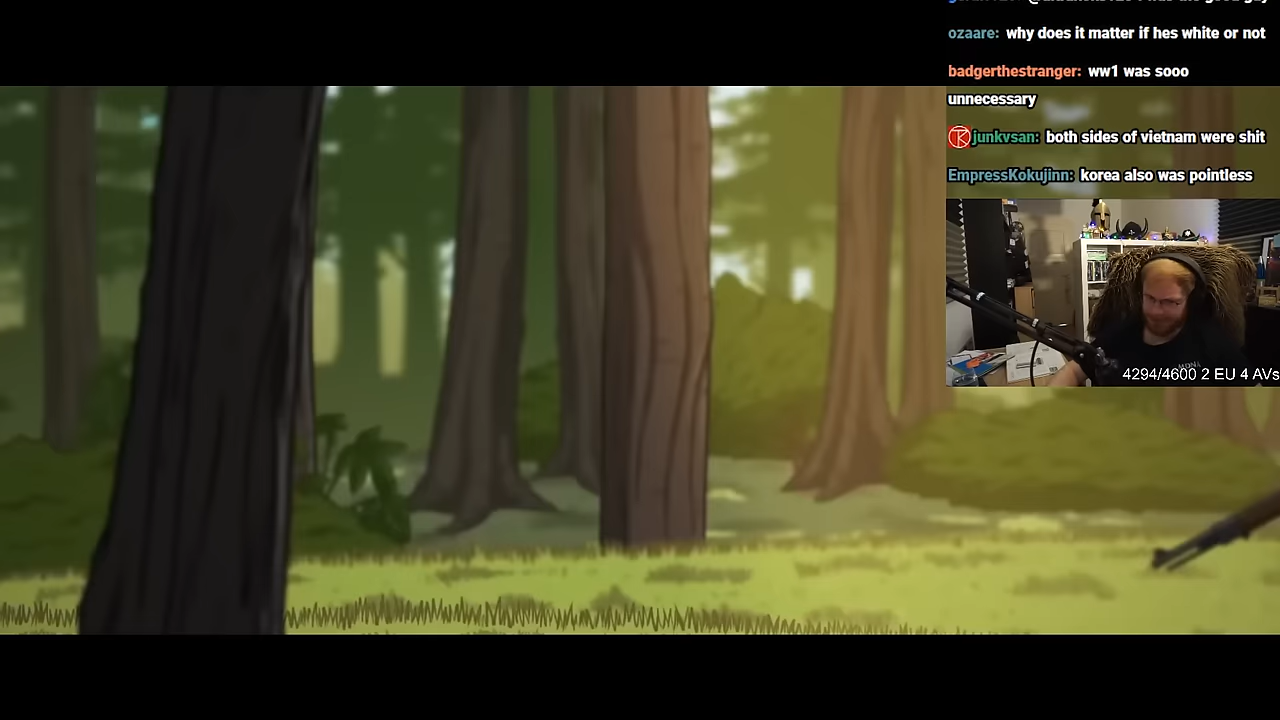 ozaare: why does it matter if hes white or not
badgerthestranger: ww1 was sooo
unnecessary
junkvsan: both sides of vietnam were shit
EmpressKokujinn: korea also was pointless
4294/4600 2 EU 4 AVs